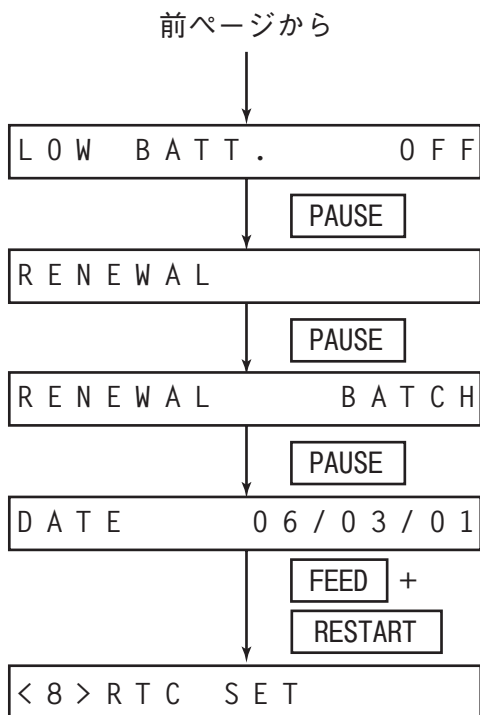 前ページから
LOW BATT. OFF
PAUSE
RENEWAL
PAUSE
RENEWAL BATCH
PAUSE
DATE 06/03/01
FEED +
RESTART
<8>RTC SET